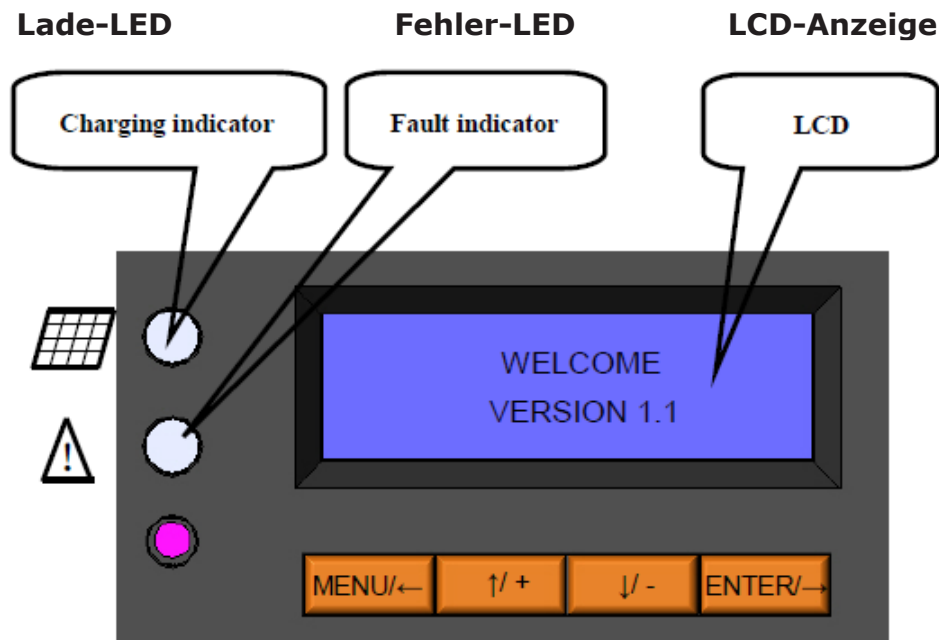 Lade-LED Fehler-LED LCD-Anzeige
Charging indicator Fault indicator LCD
WELCOME
VERSION 1.1
!
MENU/← ↑/ + ↓/ - ENTER/→